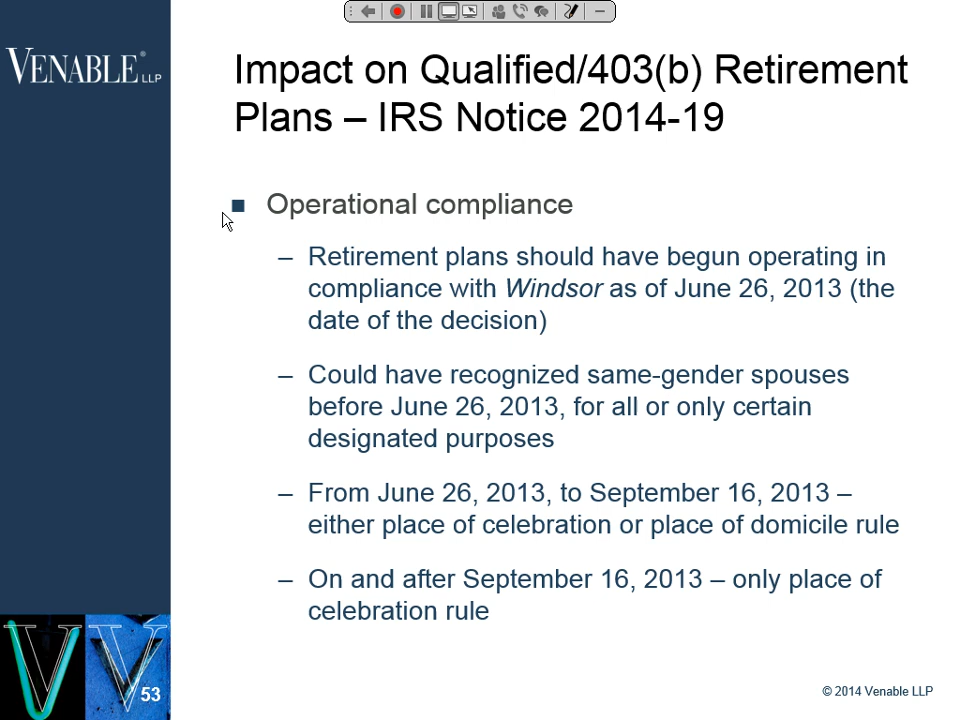 VENABLE® LLP
Impact on Qualified/403(b) Retirement
Plans – IRS Notice 2014-19
■ Operational compliance
– Retirement plans should have begun operating in
compliance with Windsor as of June 26, 2013 (the
date of the decision)
– Could have recognized same-gender spouses
before June 26, 2013, for all or only certain
designated purposes
– From June 26, 2013, to September 16, 2013 –
either place of celebration or place of domicile rule
– On and after September 16, 2013 – only place of
celebration rule
V V
53
© 2014 Venable LLP